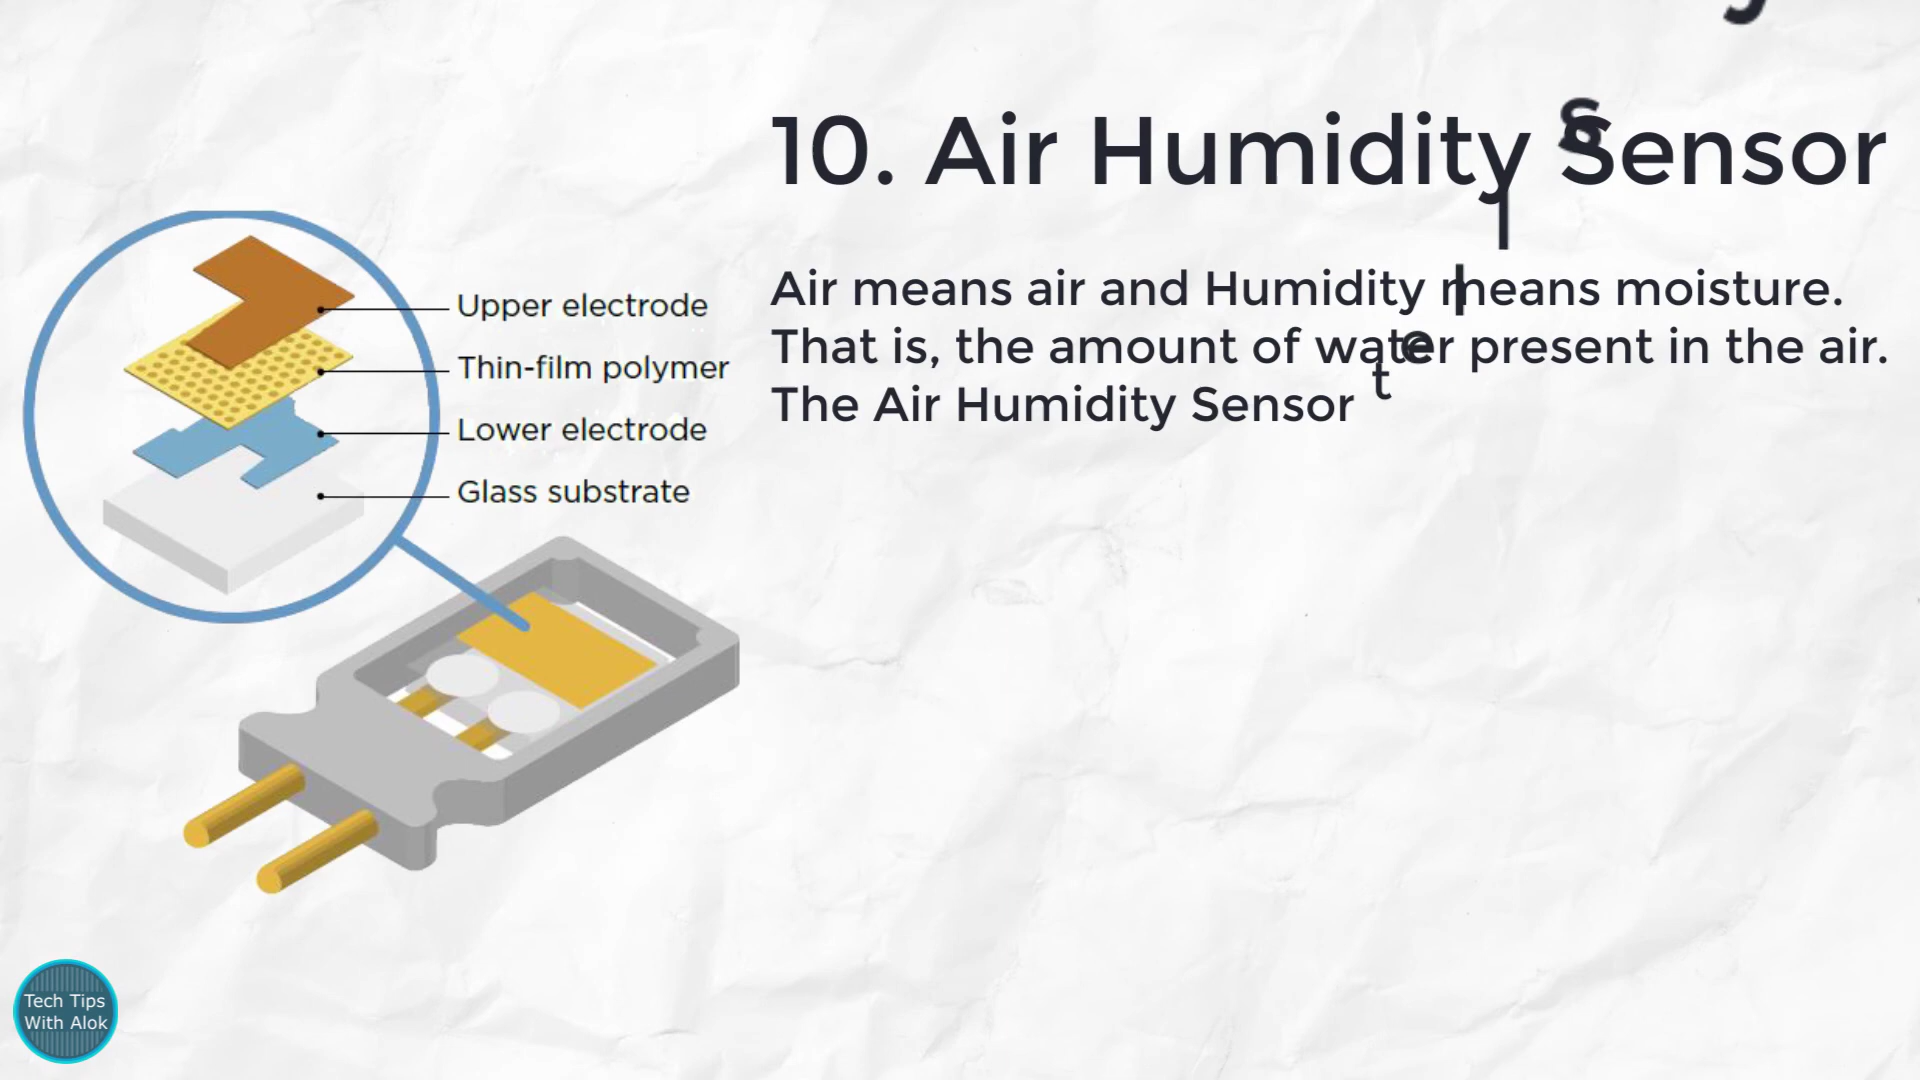 10. Air Humidity Sensor
Air means air and Humidity means moisture.
That is, the amount of water present in the air.
The Air Humidity Sensor t
Upper electrode
Thin-film polymer
Lower electrode
Glass substrate
Tech Tips
With Alok